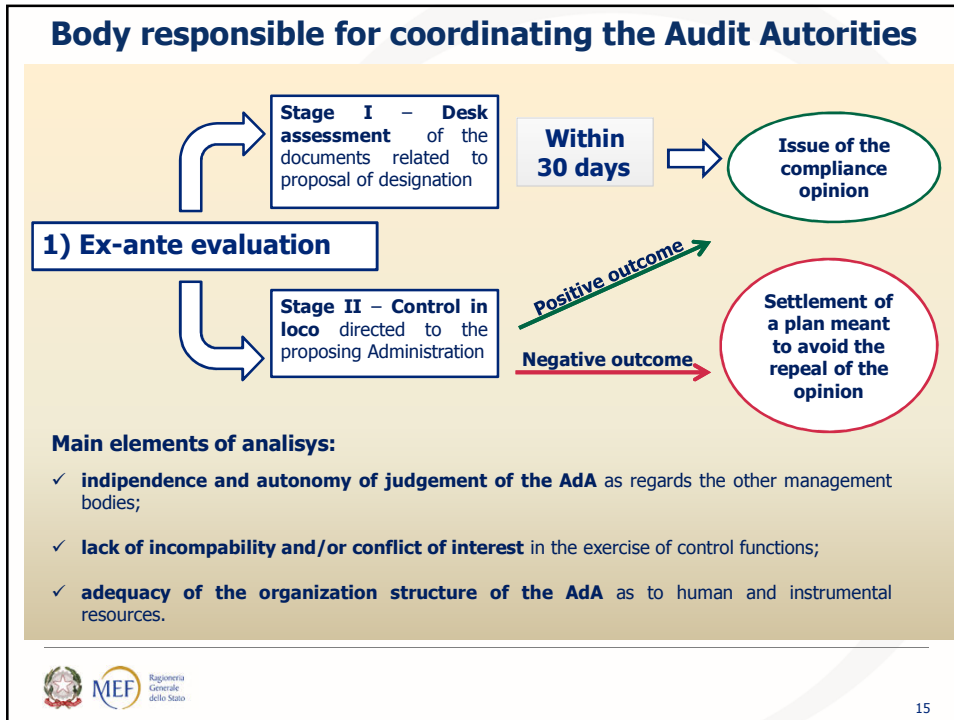 Body responsible for coordinating the Audit Autorities
Stage I – Desk
assessment of the
documents related to
proposal of designation
Within
30 days
Issue of the
compliance
opinion
1) Ex-ante evaluation
Stage II – Control in
loco directed to the
proposing Administration
Positive outcome
Negative outcome
Settlement of
a plan meant
to avoid the
repeal of the
opinion
Main elements of analisys:
✓ indipendence and autonomy of judgement of the AdA as regards the other management
bodies;
✓ lack of incompability and/or conflict of interest in the exercise of control functions;
✓ adequacy of the organization structure of the AdA as to human and instrumental
resources.
MEF
Ragioneria
Generale
dello Stato
15